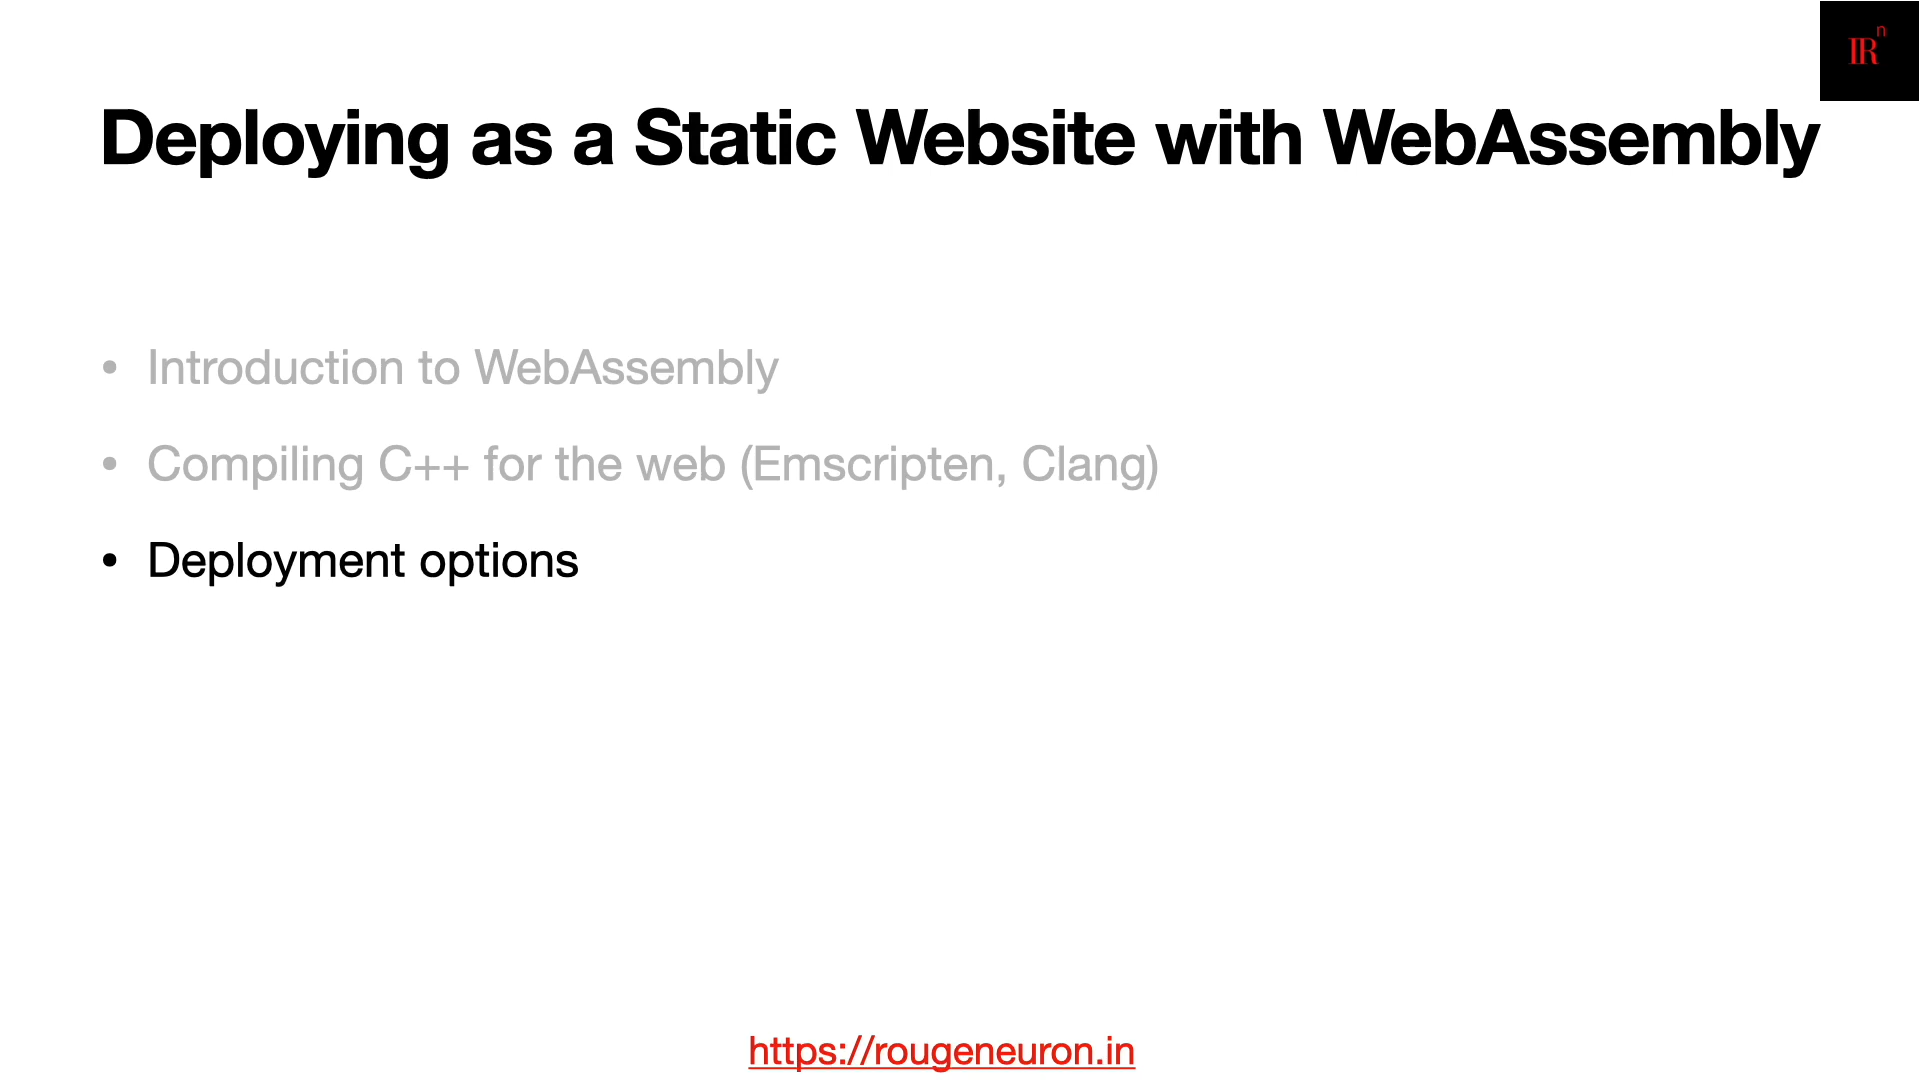 IRn
Deploying as a Static Website with WebAssembly
• Introduction to WebAssembly
• Compiling C++ for the web (Emscripten, Clang)
• Deployment options
https://rougeneuron.in